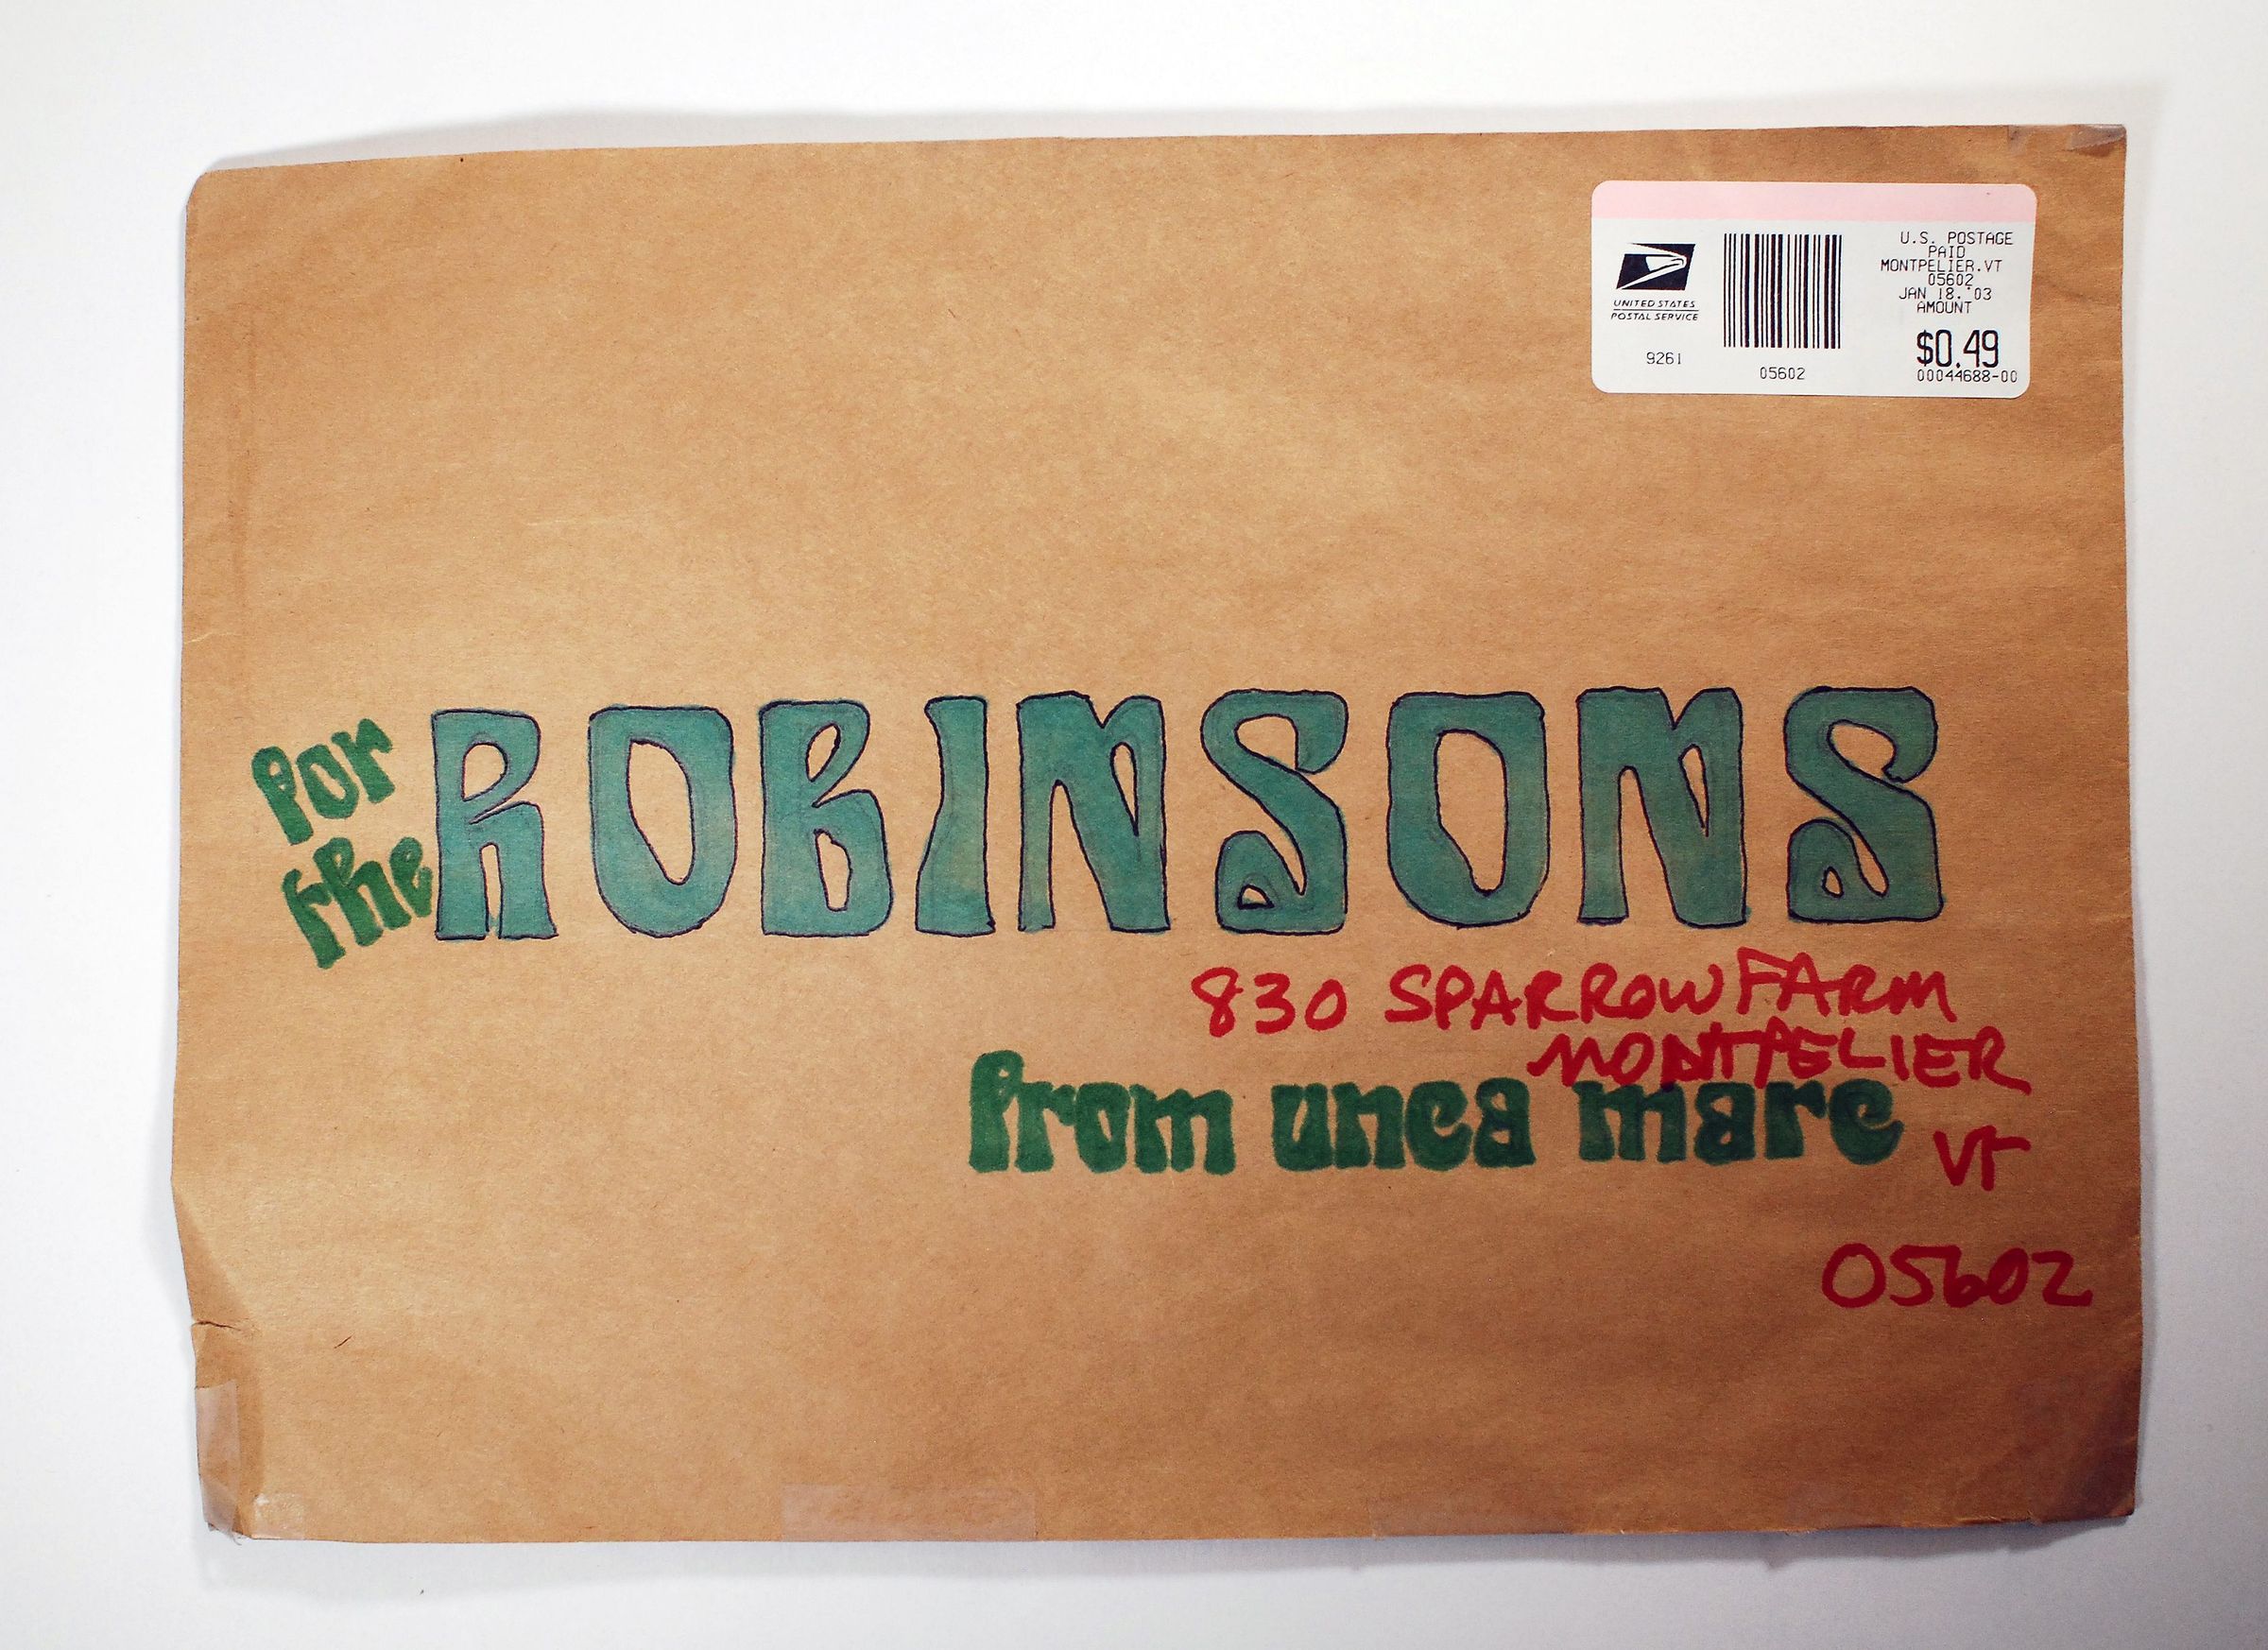 U.S. POSTAGE
PAID
MONTPELIER.VT
05602
JAN 18.'03
AMOUNT
$0.49
00044688-00
UNITED STATES
POSTAL SERVICE
9261
05602
for
the
ROBINSONS
830 SPARROW FARM
MONTPELIER
from unca marc
VT
05602